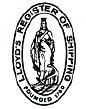 LLOYD'S REGISTER OF SHIPPING
FOUNDED 1760